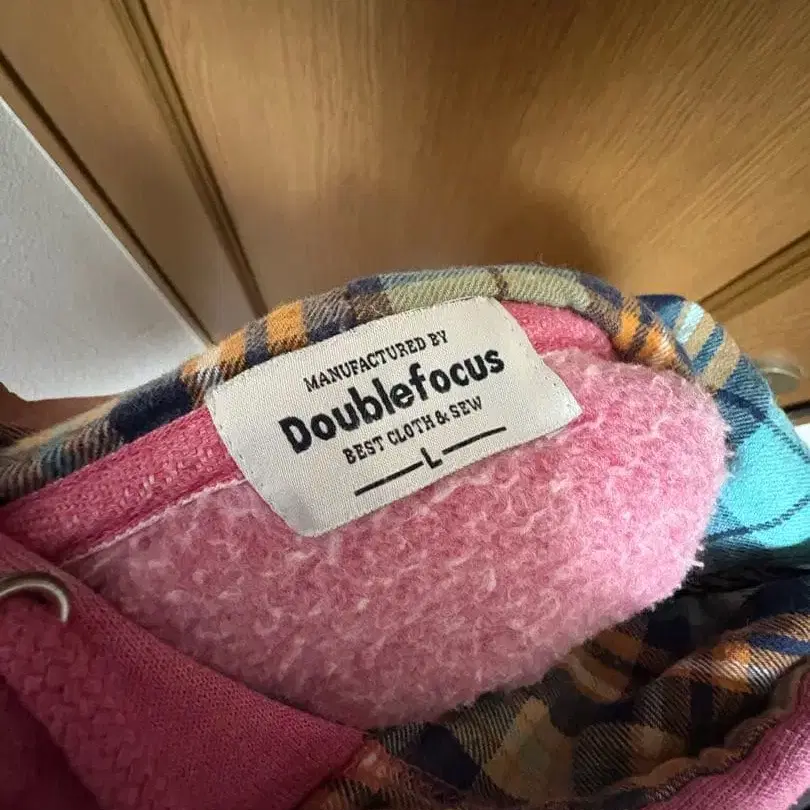 MANUFACTURED BY
Doublefocus
BEST CLOTH & SEW
L